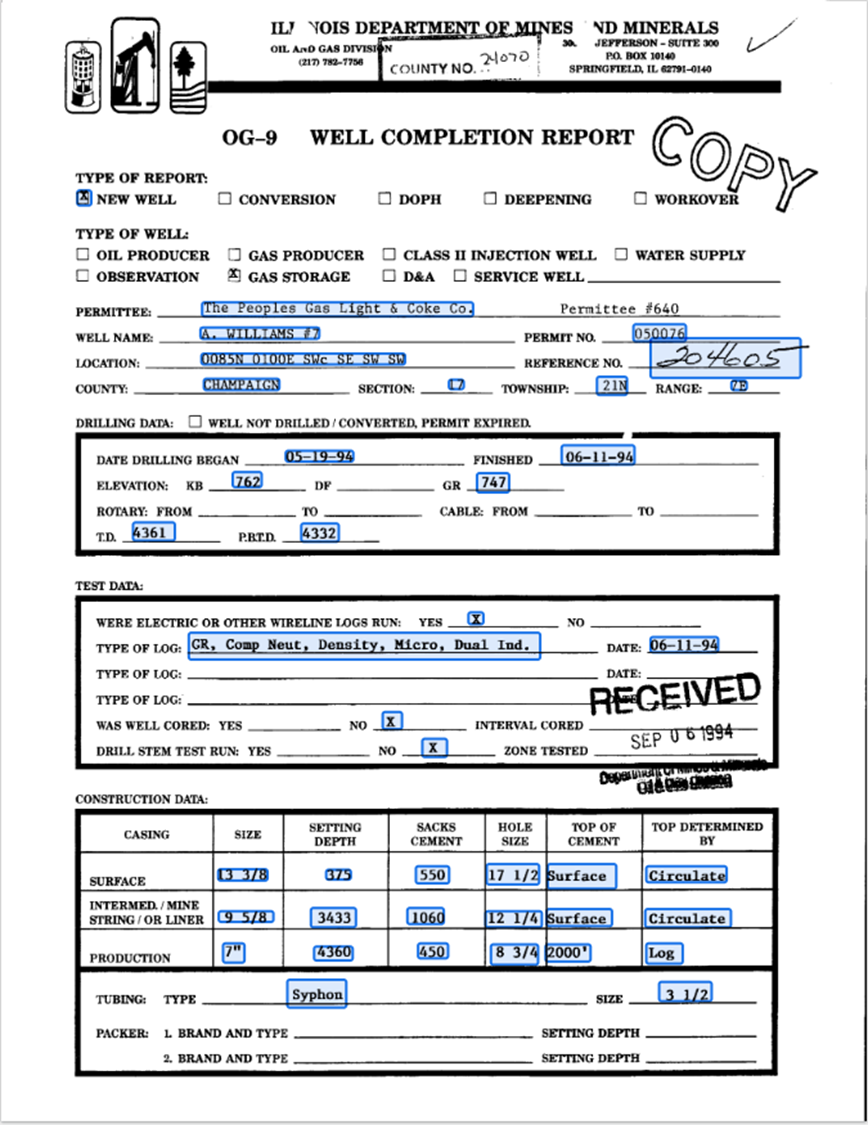 ILLINOIS DEPARTMENT OF MINES AND MINERALS
OIL AND GAS DIVISION
(217) 782-7756
COUNTY NO. 24070
JEFFERSON – SUITE 300
P.O. BOX 10140
SPRINGFIELD, IL 62791-0140
OG-9 WELL COMPLETION REPORT
COPY
TYPE OF REPORT:
X NEW WELL ☐ CONVERSION ☐ DOPH ☐ DEEPENING ☐ WORKOVER
TYPE OF WELL:
☐ OIL PRODUCER ☐ GAS PRODUCER ☐ CLASS II INJECTION WELL ☐ WATER SUPPLY
☐ OBSERVATION X GAS STORAGE ☐ D&A ☐ SERVICE WELL
PERMITTEE: The Peoples Gas Light & Coke Co. Permittee #640
WELL NAME: A. WILLIAMS #7 PERMIT NO. 050076
LOCATION: 0085N 0100E SWc SE SW SW REFERENCE NO. 204605
COUNTY: CHAMPAIGN SECTION: 17 TOWNSHIP: 21N RANGE: 7E
DRILLING DATA: ☐ WELL NOT DRILLED / CONVERTED, PERMIT EXPIRED.
DATE DRILLING BEGAN 05-19-94 FINISHED 06-11-94
ELEVATION: KB 762 DF GR 747
ROTARY: FROM TO CABLE: FROM TO
T.D. 4361 P.B.T.D. 4332
TEST DATA:
WERE ELECTRIC OR OTHER WIRELINE LOGS RUN: YES X NO
TYPE OF LOG: GR, Comp Neut, Density, Micro, Dual Ind. DATE: 06-11-94
TYPE OF LOG: DATE:
TYPE OF LOG:
RECEIVED
WAS WELL CORED: YES NO X INTERVAL CORED
SEP 06 1994
DRILL STEM TEST RUN: YES NO X ZONE TESTED
Department of Mines & Minerals
Oil & Gas Division
CONSTRUCTION DATA:
CASING SIZE SETTING DEPTH SACKS CEMENT HOLE SIZE TOP OF CEMENT TOP DETERMINED BY
SURFACE 13 3/8 375 550 17 1/2 Surface Circulate
INTERMED. / MINE STRING / OR LINER 9 5/8 3433 1060 12 1/4 Surface Circulate
PRODUCTION 7" 4360 450 8 3/4 2000' Log
TUBING: TYPE Syphon SIZE 3 1/2
PACKER: 1. BRAND AND TYPE SETTING DEPTH
2. BRAND AND TYPE SETTING DEPTH